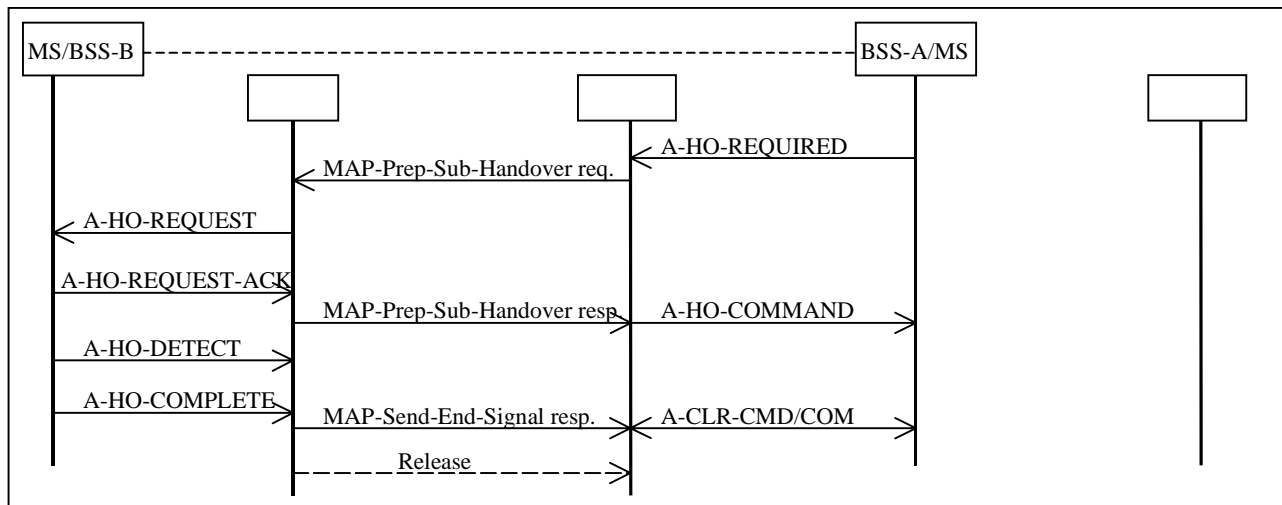 MS/BSS-B
BSS-A/MS
A-HO-REQUIRED
MAP-Prep-Sub-Handover req.
A-HO-REQUEST
A-HO-REQUEST-ACK
MAP-Prep-Sub-Handover resp.
A-HO-COMMAND
A-HO-DETECT
A-HO-COMPLETE
MAP-Send-End-Signal resp.
A-CLR-CMD/COM
Release